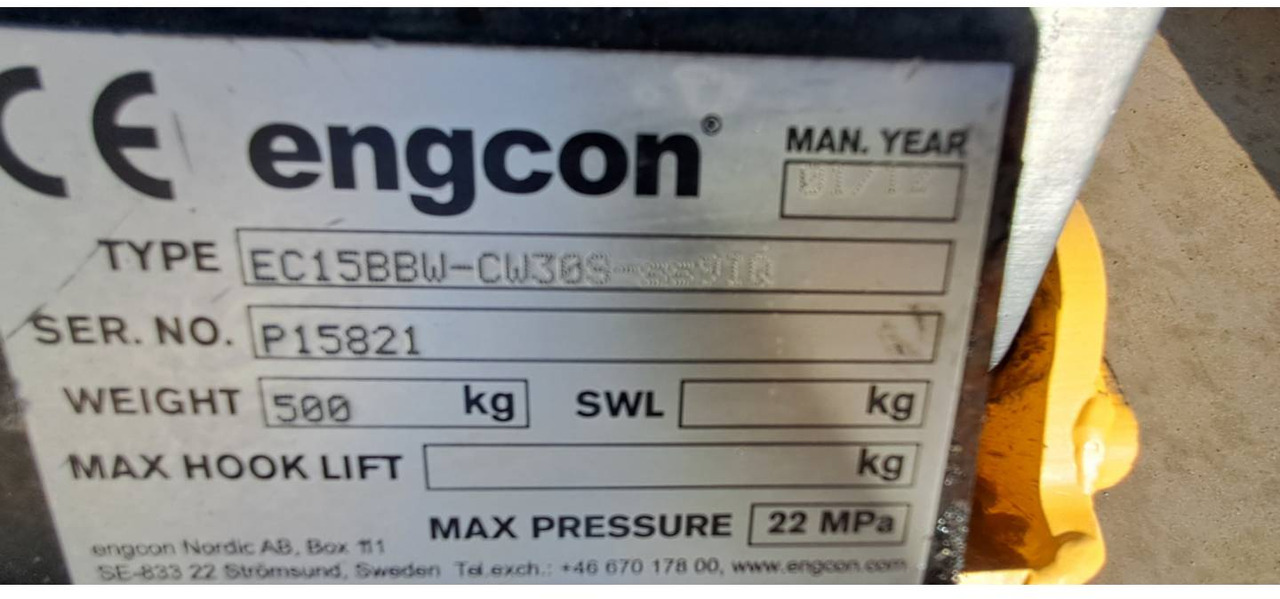 CE engcon® MAN. YEAR
TYPE EC15BBW-CW30S
SER. NO. P15821
WEIGHT 500 kg SWL kg
MAX HOOK LIFT kg
MAX PRESSURE 22 MPa
engcon Nordic AB, Box 111
SE-833 22 Strömsund, Sweden Tel.exch.: +46 670 178 00, www.engcon.com